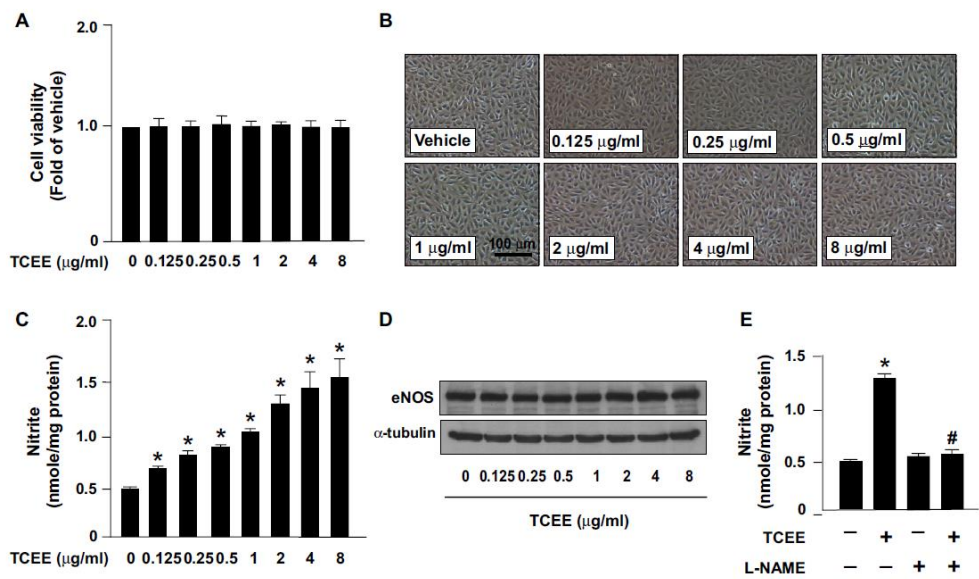 A
2.0
1.0
0
Cell viability
(Fold of vehicle)
TCEE (μg/ml) 0 0.125 0.25 0.5 1 2 4 8
B
Vehicle
0.125 μg/ml
0.25 μg/ml
0.5 μg/ml
1 μg/ml
100 μm
2 μg/ml
4 μg/ml
8 μg/ml
C
2.0
1.5
1.0
0.5
0
Nitrite
(nmole/mg protein)
* * * * * * *
TCEE (μg/ml) 0 0.125 0.25 0.5 1 2 4 8
D
eNOS
α-tubulin
0 0.125 0.25 0.5 1 2 4 8
TCEE (μg/ml)
E
1.5
1.0
0.5
0
Nitrite
(nmole/mg protein)
* #
TCEE − + − +
L-NAME − − + +